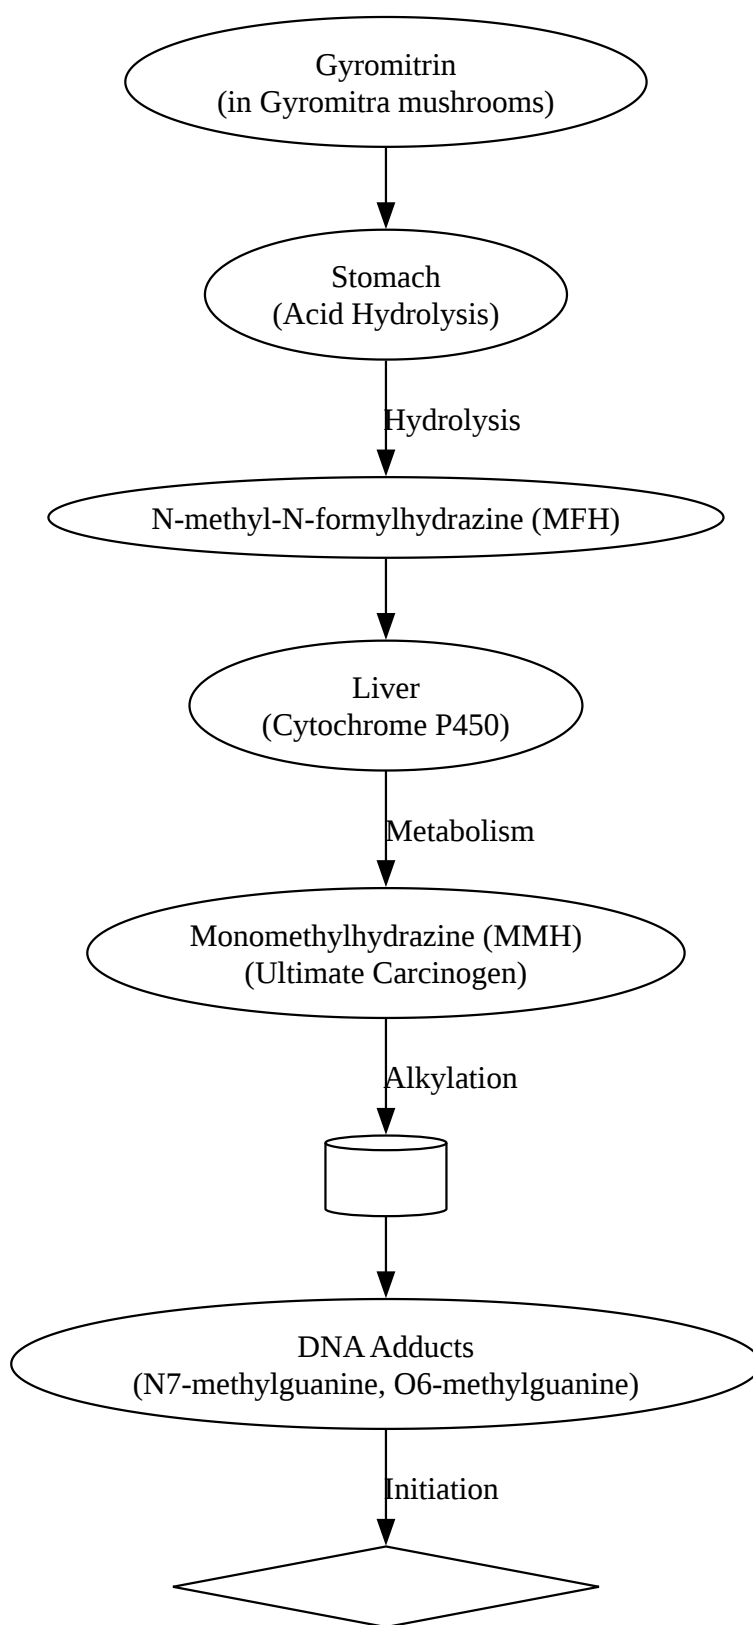 Gyromitrin
(in Gyromitra mushrooms)
Stomach
(Acid Hydrolysis)
Hydrolysis
N-methyl-N-formylhydrazine (MFH)
Liver
(Cytochrome P450)
Metabolism
Monomethylhydrazine (MMH)
(Ultimate Carcinogen)
Alkylation
DNA Adducts
(N7-methylguanine, O6-methylguanine)
Initiation